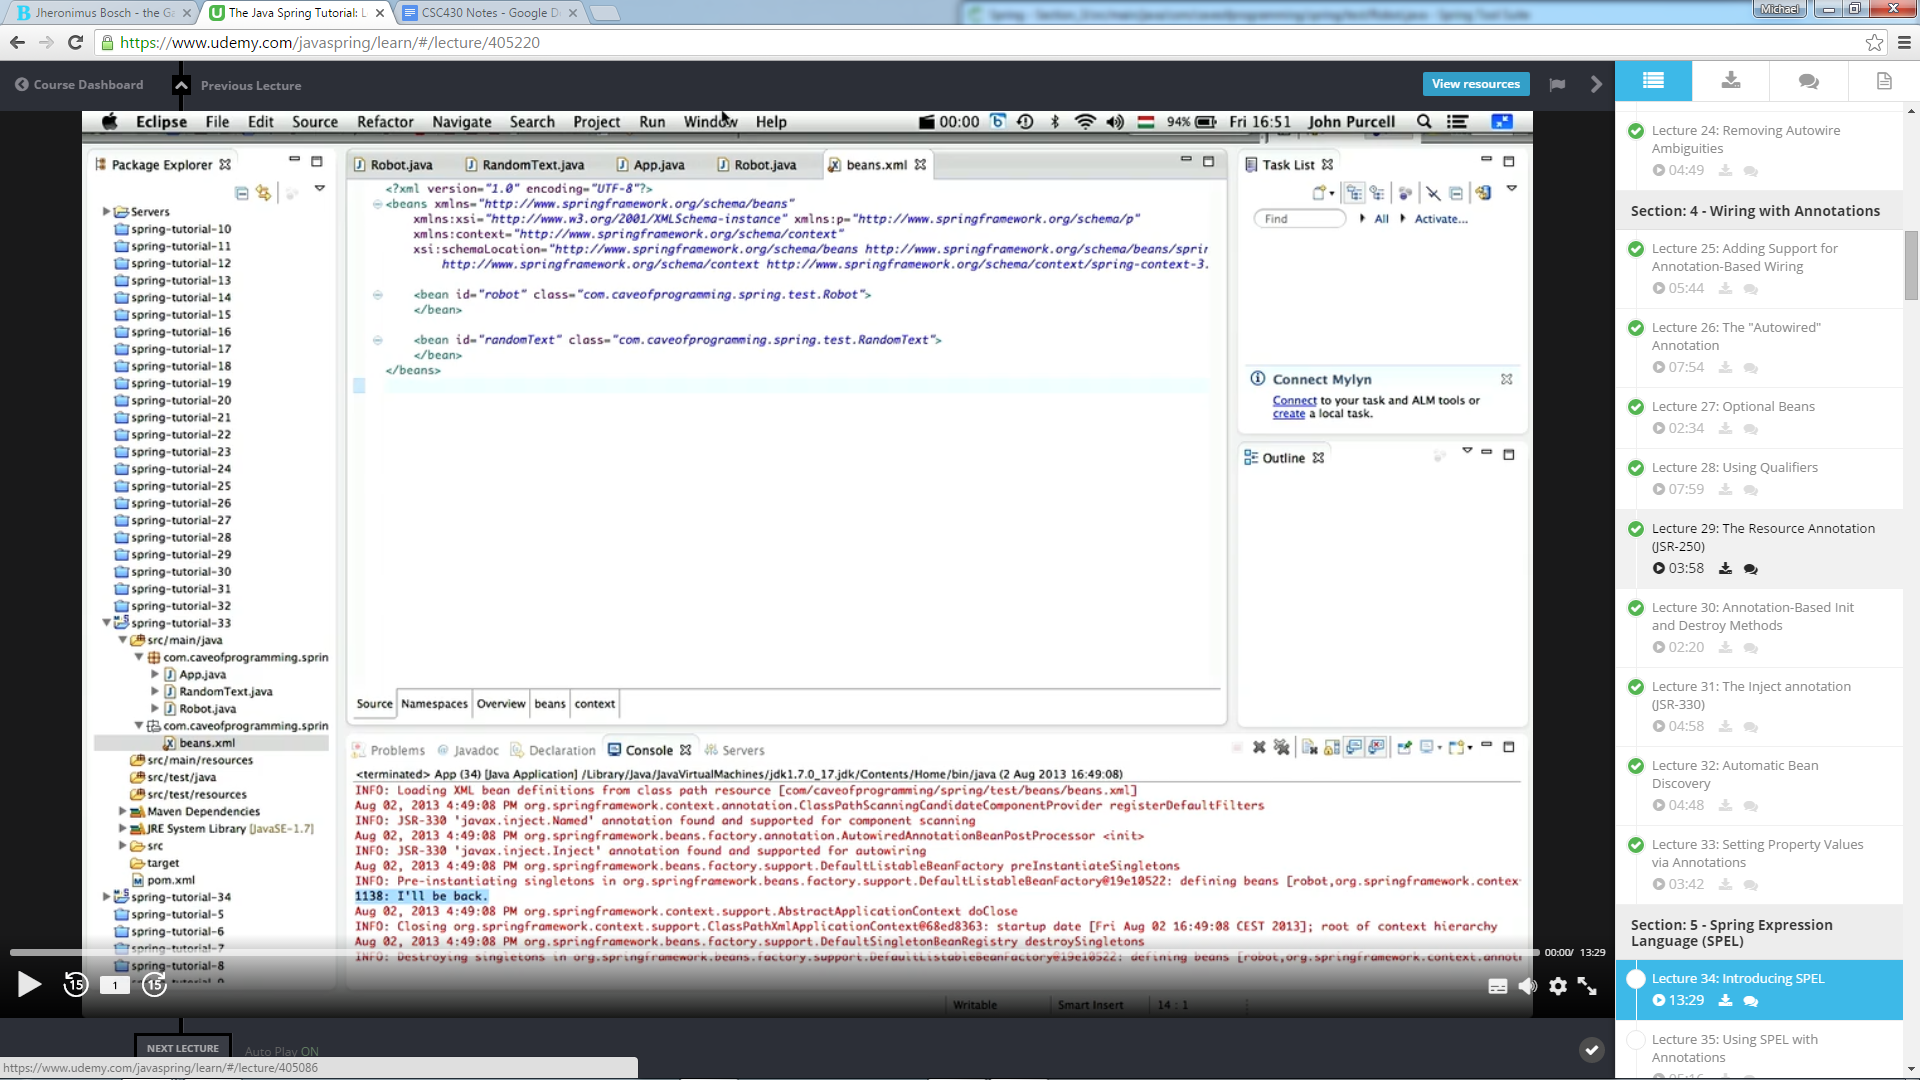 Jheronimus Bosch - the Ga
The Java Spring Tutorial: L
CSC430 Notes - Google D
Michael
https://www.udemy.com/javaspring/learn/#/lecture/405220
Course Dashboard
Previous Lecture
View resources
Eclipse File Edit Source Refactor Navigate Search Project Run Window Help
00:00 94% Fri 16:51 John Purcell
Package Explorer
Servers
spring-tutorial-10
spring-tutorial-11
spring-tutorial-12
spring-tutorial-13
spring-tutorial-14
spring-tutorial-15
spring-tutorial-16
spring-tutorial-17
spring-tutorial-18
spring-tutorial-19
spring-tutorial-20
spring-tutorial-21
spring-tutorial-22
spring-tutorial-23
spring-tutorial-24
spring-tutorial-25
spring-tutorial-26
spring-tutorial-27
spring-tutorial-28
spring-tutorial-29
spring-tutorial-30
spring-tutorial-31
spring-tutorial-32
spring-tutorial-33
src/main/java
com.caveofprogramming.sprin
App.java
RandomText.java
Robot.java
com.caveofprogramming.sprin
beans.xml
src/main/resources
src/test/java
src/test/resources
Maven Dependencies
JRE System Library [JavaSE-1.7]
src
target
pom.xml
spring-tutorial-34
spring-tutorial-5
spring-tutorial-6
spring-tutorial-7
spring-tutorial-8
Robot.java RandomText.java App.java Robot.java beans.xml
<?xml version="1.0" encoding="UTF-8"?>
<beans xmlns="http://www.springframework.org/schema/beans"
xmlns:xsi="http://www.w3.org/2001/XMLSchema-instance" xmlns:p="http://www.springframework.org/schema/p"
xmlns:context="http://www.springframework.org/schema/context"
xsi:schemaLocation="http://www.springframework.org/schema/beans http://www.springframework.org/schema/beans/sprin
http://www.springframework.org/schema/context http://www.springframework.org/schema/context/spring-context-3.
<bean id="robot" class="com.caveofprogramming.spring.test.Robot">
</bean>
<bean id="randomText" class="com.caveofprogramming.spring.test.RandomText">
</bean>
</beans>
Source Namespaces Overview beans context
Task List
Find All Activate...
Connect Mylyn
Connect to your task and ALM tools or
create a local task.
Outline
Problems Javadoc Declaration Console Servers
<terminated> App (34) [Java Application] /Library/Java/JavaVirtualMachines/jdk1.7.0_17.jdk/Contents/Home/bin/java (2 Aug 2013 16:49:08)
INFO: Loading XML bean definitions from class path resource [com/caveofprogramming/spring/test/beans/beans.xml]
Aug 02, 2013 4:49:08 PM org.springframework.context.annotation.ClassPathScanningCandidateComponentProvider registerDefaultFilters
INFO: JSR-330 'javax.inject.Named' annotation found and supported for component scanning
Aug 02, 2013 4:49:08 PM org.springframework.beans.factory.annotation.AutowiredAnnotationBeanPostProcessor <init>
INFO: JSR-330 'javax.inject.Inject' annotation found and supported for autowiring
Aug 02, 2013 4:49:08 PM org.springframework.beans.factory.support.DefaultListableBeanFactory preInstantiateSingletons
INFO: Pre-instantiating singletons in org.springframework.beans.factory.support.DefaultListableBeanFactory@19e10522: defining beans [robot,org.springframework.contex
1138: I'll be back.
Aug 02, 2013 4:49:08 PM org.springframework.context.support.AbstractApplicationContext doClose
INFO: Closing org.springframework.context.support.ClassPathXmlApplicationContext@68ed8363: startup date [Fri Aug 02 16:49:08 CEST 2013]; root of context hierarchy
Aug 02, 2013 4:49:08 PM org.springframework.beans.factory.support.DefaultSingletonBeanRegistry destroySingletons
INFO: Destroying singletons in org.springframework.beans.factory.support.DefaultListableBeanFactory@19e10522: defining beans [robot,org.springframework.context.annot
00:00/ 13:29
15 1 15
Writable Smart Insert 14 : 1
NEXT LECTURE
Auto Play ON
https://www.udemy.com/javaspring/learn/#/lecture/405086
Lecture 24: Removing Autowire
Ambiguities
04:49
Section: 4 - Wiring with Annotations
Lecture 25: Adding Support for
Annotation-Based Wiring
05:44
Lecture 26: The "Autowired"
Annotation
07:54
Lecture 27: Optional Beans
02:34
Lecture 28: Using Qualifiers
07:59
Lecture 29: The Resource Annotation
(JSR-250)
03:58
Lecture 30: Annotation-Based Init
and Destroy Methods
02:20
Lecture 31: The Inject annotation
(JSR-330)
04:58
Lecture 32: Automatic Bean
Discovery
04:48
Lecture 33: Setting Property Values
via Annotations
03:42
Section: 5 - Spring Expression
Language (SPEL)
Lecture 34: Introducing SPEL
13:29
Lecture 35: Using SPEL with
Annotations